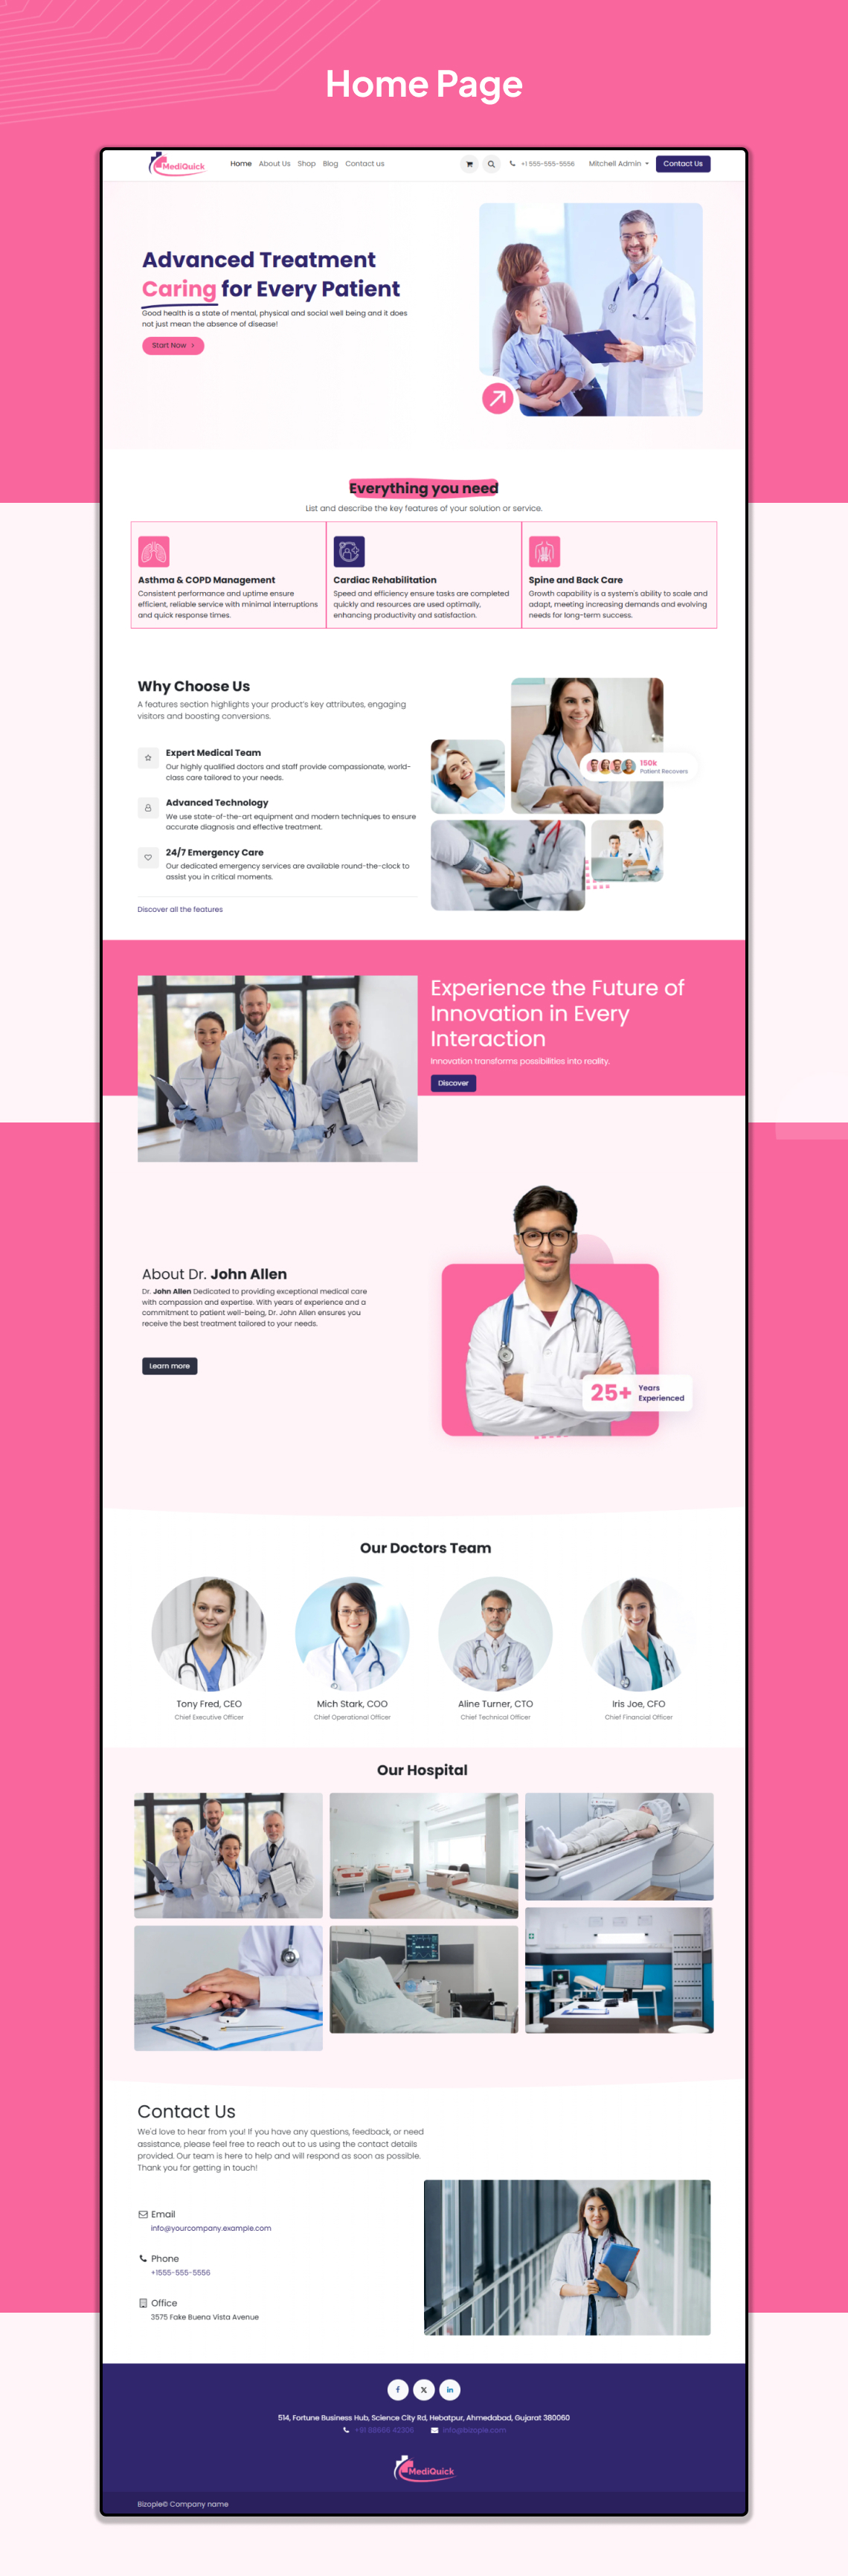 Home Page
MediQuick
Home About Us Shop Blog Contact us
+1 555-555-5556 Mitchell Admin Contact Us
Advanced Treatment
Caring for Every Patient
Good health is a state of mental, physical and social well being and it does
not just mean the absence of disease!
Start Now
Everything you need
List and describe the key features of your solution or service.
Asthma & COPD Management
Consistent performance and uptime ensure
efficient, reliable service with minimal interruptions
and quick response times.
Cardiac Rehabilitation
Speed and efficiency ensure tasks are completed
quickly and resources are used optimally,
enhancing productivity and satisfaction.
Spine and Back Care
Growth capability is a system's ability to scale and
adapt, meeting increasing demands and evolving
needs for long-term success.
Why Choose Us
A features section highlights your product's key attributes, engaging
visitors and boosting conversions.
Expert Medical Team
Our highly qualified doctors and staff provide compassionate, world-
class care tailored to your needs.
Advanced Technology
We use state-of-the-art equipment and modern techniques to ensure
accurate diagnosis and effective treatment.
24/7 Emergency Care
Our dedicated emergency services are available round-the-clock to
assist you in critical moments.
Discover all the features
150k
Patient Recovers
Experience the Future of
Innovation in Every
Interaction
Innovation transforms possibilities into reality.
Discover
About Dr. John Allen
Dr. John Allen Dedicated to providing exceptional medical care
with compassion and expertise. With years of experience and a
commitment to patient well-being, Dr. John Allen ensures you
receive the best treatment tailored to your needs.
Learn more
25+ Years
Experienced
Our Doctors Team
Tony Fred, CEO
Chief Executive Officer
Mich Stark, COO
Chief Operational Officer
Aline Turner, CTO
Chief Technical Officer
Iris Joe, CFO
Chief Financial Officer
Our Hospital
Contact Us
We'd love to hear from you! If you have any questions, feedback, or need
assistance, please feel free to reach out to us using the contact details
provided. Our team is here to help and will respond as soon as possible.
Thank you for getting in touch!
Email
info@yourcompany.example.com
Phone
+1555-555-5556
Office
3575 Fake Buena Vista Avenue
514, Fortune Business Hub, Science City Rd, Hebatpur, Ahmedabad, Gujarat 380060
info@bizople.com
MediQuick
Bizople© Company name